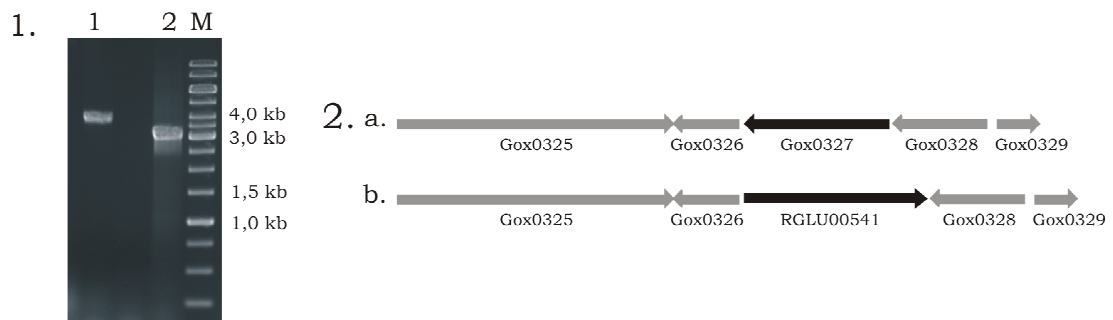 1.
1 2 M
4,0 kb
3,0 kb
1,5 kb
1,0 kb
2.
a.
Gox0325 Gox0326 Gox0327 Gox0328 Gox0329
b.
Gox0325 Gox0326 RGLU00541 Gox0328 Gox0329